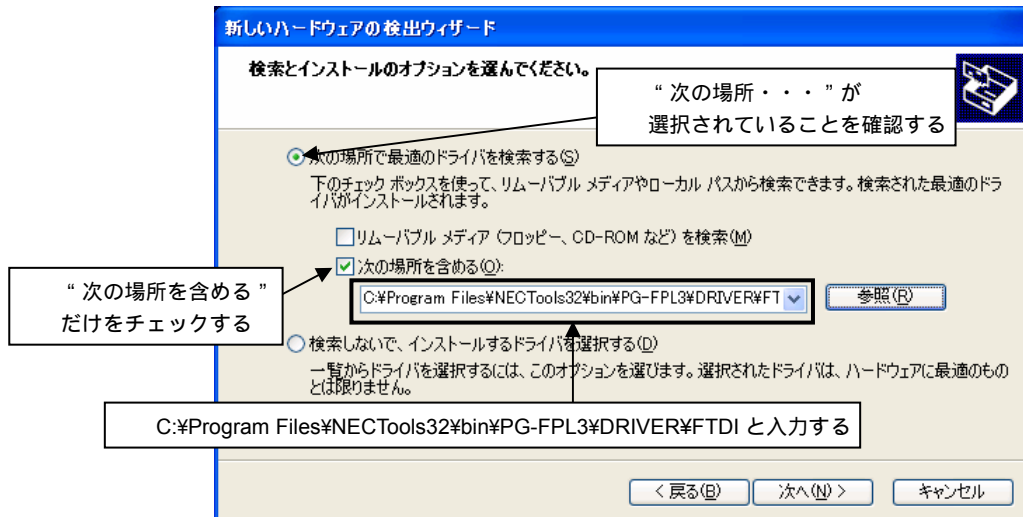 新しいハードウェアの検出ウィザード
検索とインストールのオプションを選んでください。
“ 次の場所・・・ ” が
選択されていることを確認する
次の場所で最適のドライバを検索する(S)
下のチェック ボックスを使って、リムーバブル メディアやローカル パスから検索できます。検索された最適のドラ
イバがインストールされます。
リムーバブル メディア (フロッピー、CD-ROM など) を検索(M)
“ 次の場所を含める ”
だけをチェックする
次の場所を含める(O):
C:¥Program Files¥NECTools32¥bin¥PG-FPL3¥DRIVER¥FT
参照(R)
検索しないで、インストールするドライバを選択する(D)
一覧からドライバを選択するには、このオプションを選びます。選択されたドライバは、ハードウェアに最適のもの
とは限りません。
C:¥Program Files¥NECTools32¥bin¥PG-FPL3¥DRIVER¥FTDI と入力する
< 戻る(B)
次へ(N) >
キャンセル